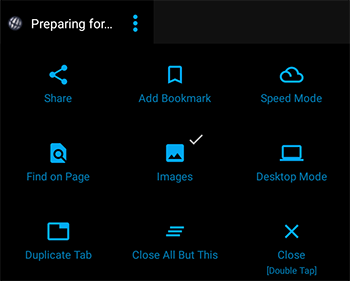 Preparing for...
Share
Add Bookmark
Speed Mode
Find on Page
Images
Desktop Mode
Duplicate Tab
Close All But This
Close
[Double Tap]